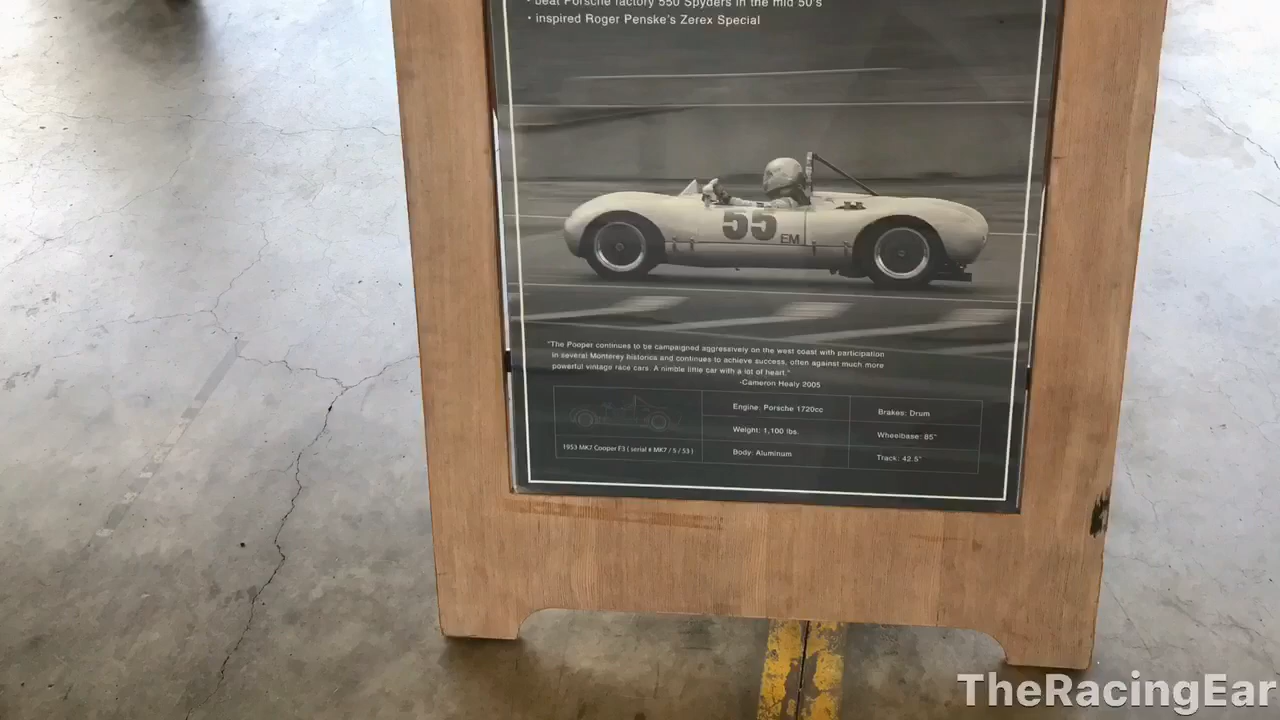 • beat Porsche factory 550 Spyders in the mid 50's
• inspired Roger Penske's Zerex Special
55
EM
"The Pooper continues to be campaigned aggressively on the west coast with participation
in several Monterey historics and continues to achieve success, often against much more
powerful vintage race cars. A nimble little car with a lot of heart."
-Cameron Healy 2005
Engine: Porsche 1720cc
Brakes: Drum
Weight: 1,100 lbs.
Wheelbase: 85"
1953 MK7 Cooper F3 ( serial # MK7 / 5 / 53 )
Body: Aluminum
Track: 42.5"
TheRacingEar